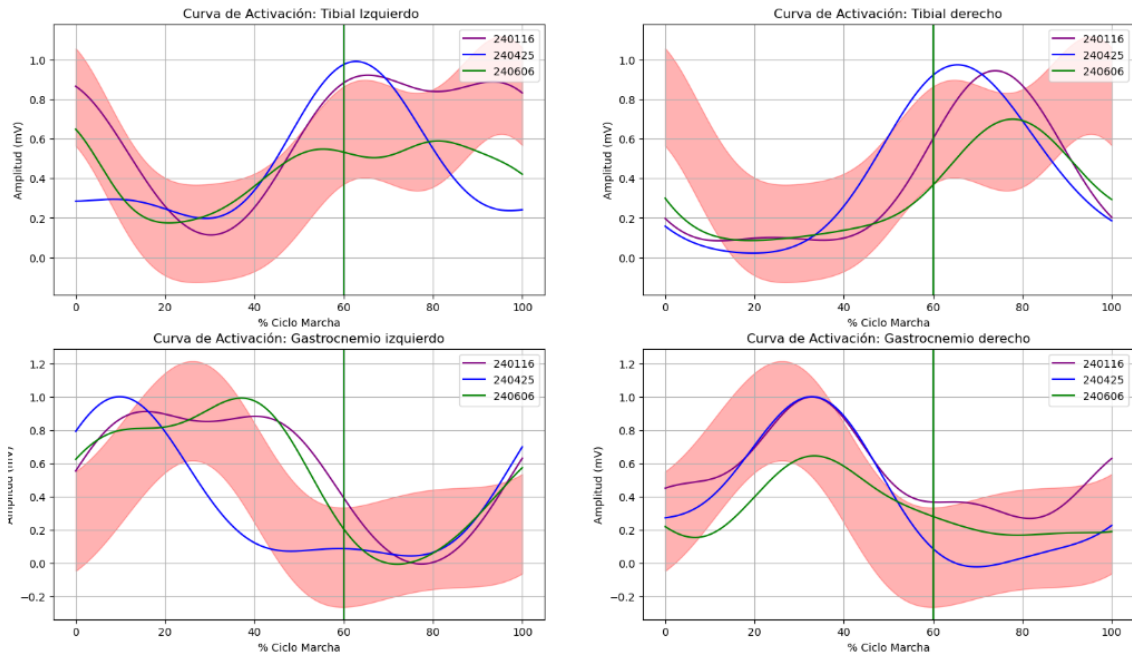 Curva de Activación: Tibial Izquierdo
240116
240425
240606
1.0
0.8
0.6
0.4
0.2
0.0
Amplitud (mV)
0 20 40 60 80 100
% Ciclo Marcha
Curva de Activación: Tibial derecho
240116
240425
240606
1.0
0.8
0.6
0.4
0.2
0.0
Amplitud (mV)
0 20 40 60 80 100
% Ciclo Marcha
Curva de Activación: Gastrocnemio izquierdo
240116
240425
240606
1.2
1.0
0.8
0.6
0.4
0.2
0.0
−0.2
Amplitud (mV)
0 20 40 60 80 100
% Ciclo Marcha
Curva de Activación: Gastrocnemio derecho
240116
240425
240606
1.2
1.0
0.8
0.6
0.4
0.2
0.0
−0.2
Amplitud (mV)
0 20 40 60 80 100
% Ciclo Marcha